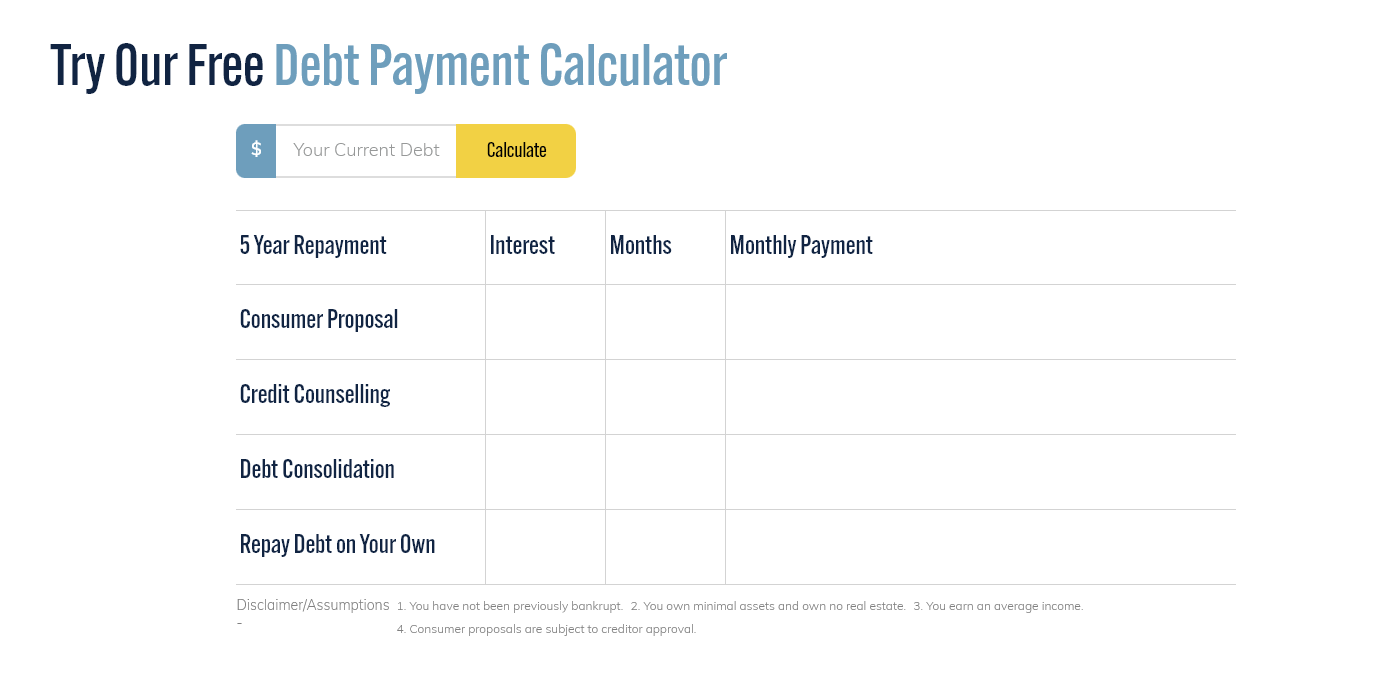 Try Our Free Debt Payment Calculator
$ Your Current Debt Calculate
5 Year Repayment Interest Months Monthly Payment
Consumer Proposal
Credit Counselling
Debt Consolidation
Repay Debt on Your Own
Disclaimer/Assumptions 1. You have not been previously bankrupt. 2. You own minimal assets and own no real estate. 3. You earn an average income.
4. Consumer proposals are subject to creditor approval.